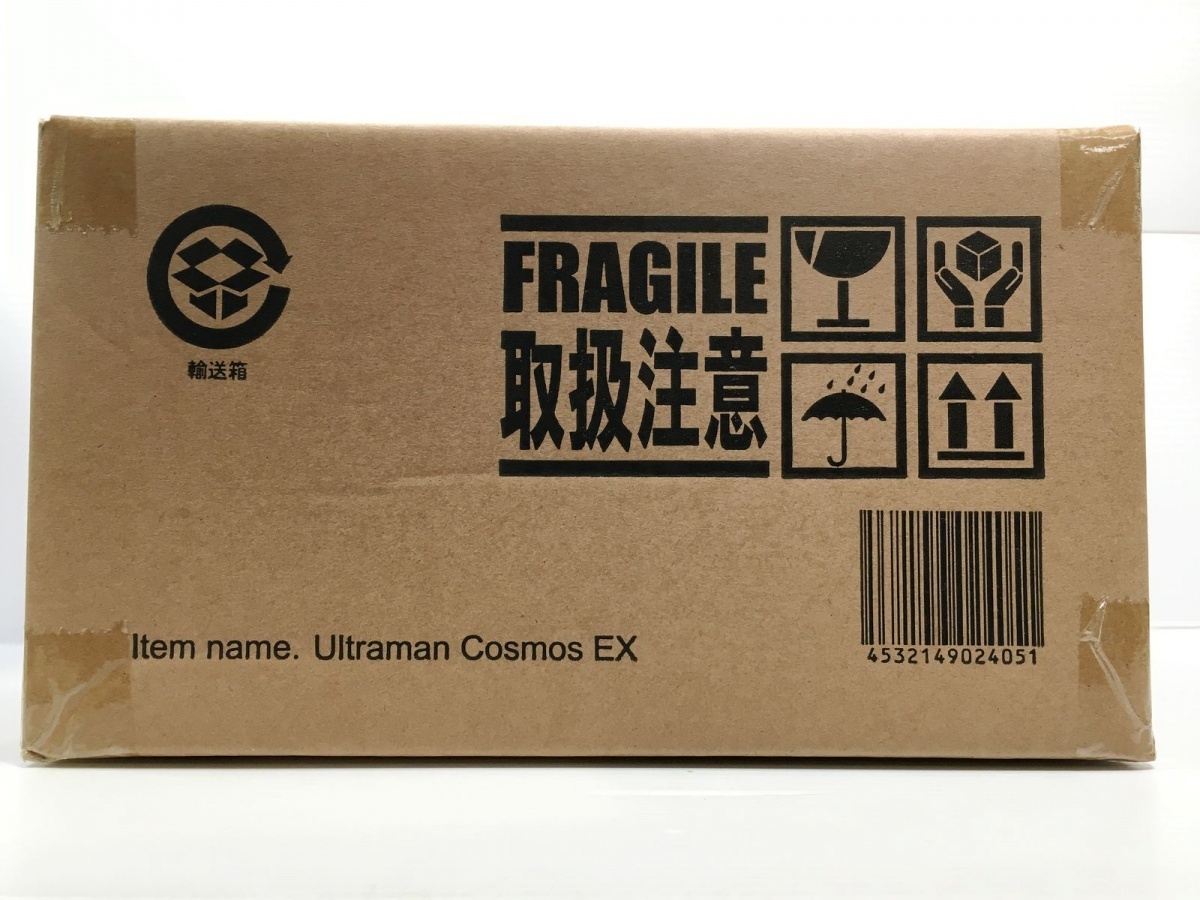 FRAGILE
取扱注意
輸送箱
Item name. Ultraman Cosmos EX
4532149024051